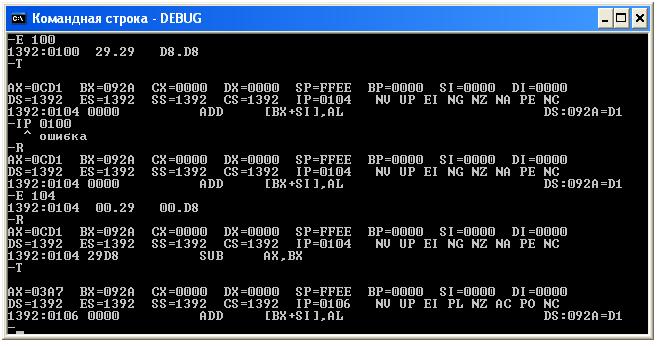 Командная строка - DEBUG
-E 100
1392:0100  29.29   D8.D8
-T

AX=0CD1  BX=092A  CX=0000  DX=0000  SP=FFEE  BP=0000  SI=0000  DI=0000
DS=1392  ES=1392  SS=1392  CS=1392  IP=0104   NV UP EI NG NZ NA PE NC
1392:0104 0000          ADD     [BX+SI],AL                         DS:092A=D1
-IP 0100
  ^ ошибка
-R
AX=0CD1  BX=092A  CX=0000  DX=0000  SP=FFEE  BP=0000  SI=0000  DI=0000
DS=1392  ES=1392  SS=1392  CS=1392  IP=0104   NV UP EI NG NZ NA PE NC
1392:0104 0000          ADD     [BX+SI],AL                         DS:092A=D1
-E 104
1392:0104  00.29   00.D8
-R
AX=0CD1  BX=092A  CX=0000  DX=0000  SP=FFEE  BP=0000  SI=0000  DI=0000
DS=1392  ES=1392  SS=1392  CS=1392  IP=0104   NV UP EI NG NZ NA PE NC
1392:0104 29D8          SUB     AX,BX
-T

AX=03A7  BX=092A  CX=0000  DX=0000  SP=FFEE  BP=0000  SI=0000  DI=0000
DS=1392  ES=1392  SS=1392  CS=1392  IP=0106   NV UP EI PL NZ AC PO NC
1392:0106 0000          ADD     [BX+SI],AL                         DS:092A=D1
-_